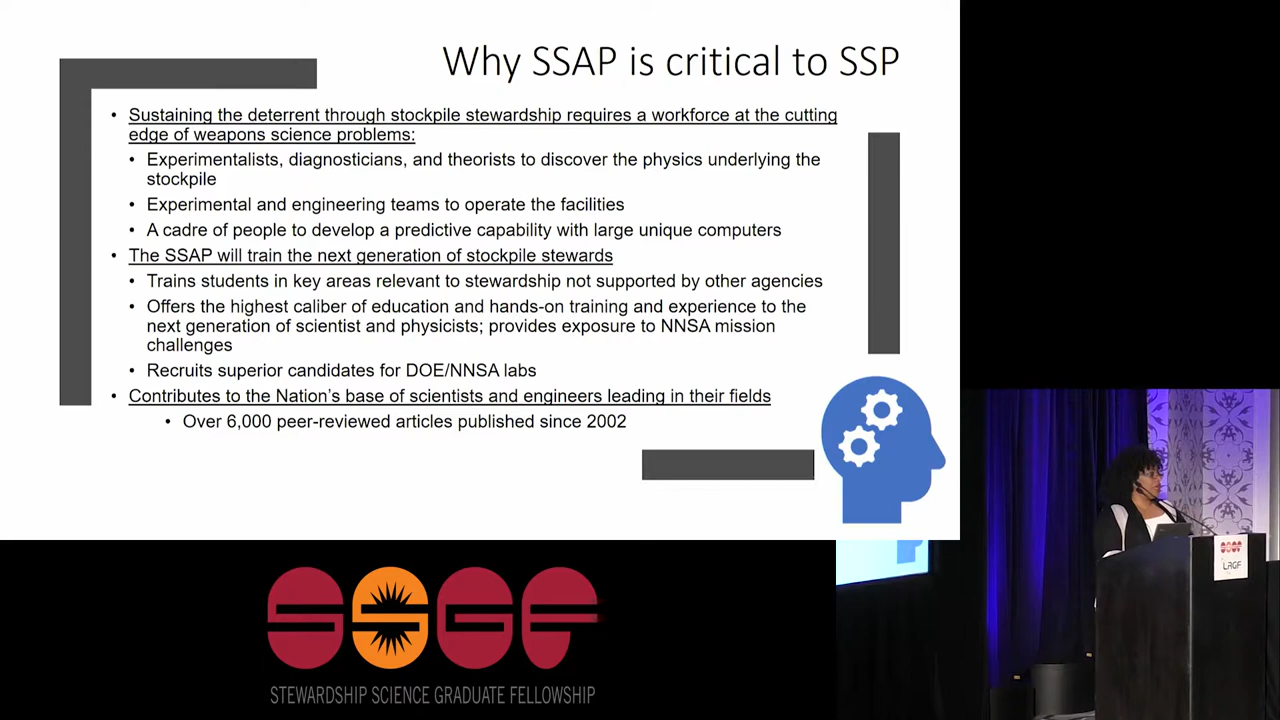 Why SSAP is critical to SSP
• Sustaining the deterrent through stockpile stewardship requires a workforce at the cutting
edge of weapons science problems:
• Experimentalists, diagnosticians, and theorists to discover the physics underlying the
stockpile
• Experimental and engineering teams to operate the facilities
• A cadre of people to develop a predictive capability with large unique computers
• The SSAP will train the next generation of stockpile stewards
• Trains students in key areas relevant to stewardship not supported by other agencies
• Offers the highest caliber of education and hands-on training and experience to the
next generation of scientist and physicists; provides exposure to NNSA mission
challenges
• Recruits superior candidates for DOE/NNSA labs
• Contributes to the Nation's base of scientists and engineers leading in their fields
• Over 6,000 peer-reviewed articles published since 2002
SSGF
LRGF
SSGF
STEWARDSHIP SCIENCE GRADUATE FELLOWSHIP